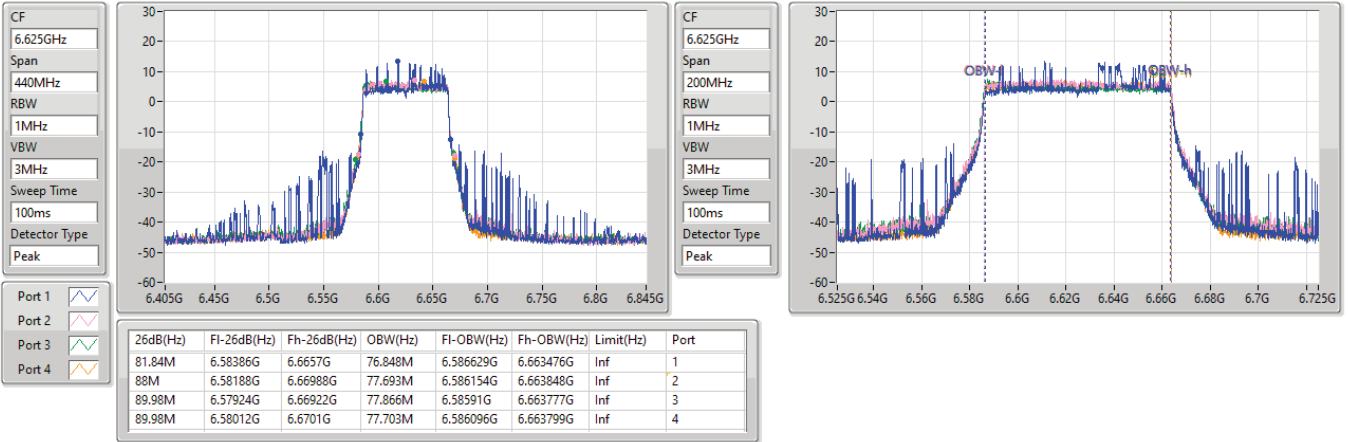 CF
6.625GHz
Span
440MHz
RBW
1MHz
VBW
3MHz
Sweep Time
100ms
Detector Type
Peak
30-
20-
10-
0-
-10-
-20-
-30-
-40-
-50-
-60-
6.405G 6.45G 6.5G 6.55G 6.6G 6.65G 6.7G 6.75G 6.8G 6.845G
CF
6.625GHz
Span
200MHz
RBW
1MHz
VBW
3MHz
Sweep Time
100ms
Detector Type
Peak
30-
20-
10-
0-
-10-
-20-
-30-
-40-
-50-
-60-
OBW-h
6.525G 6.54G 6.56G 6.58G 6.6G 6.62G 6.64G 6.66G 6.68G 6.7G 6.725G
Port 1
Port 2
Port 3
Port 4
26dB(Hz) Fl-26dB(Hz) Fh-26dB(Hz) OBW(Hz) Fl-OBW(Hz) Fh-OBW(Hz) Limit(Hz) Port
81.84M 6.58386G 6.6657G 76.848M 6.586629G 6.663476G Inf 1
88M 6.58188G 6.66988G 77.693M 6.586154G 6.663848G Inf 2
89.98M 6.57924G 6.66922G 77.866M 6.58591G 6.663777G Inf 3
89.98M 6.58012G 6.6701G 77.703M 6.586096G 6.663799G Inf 4